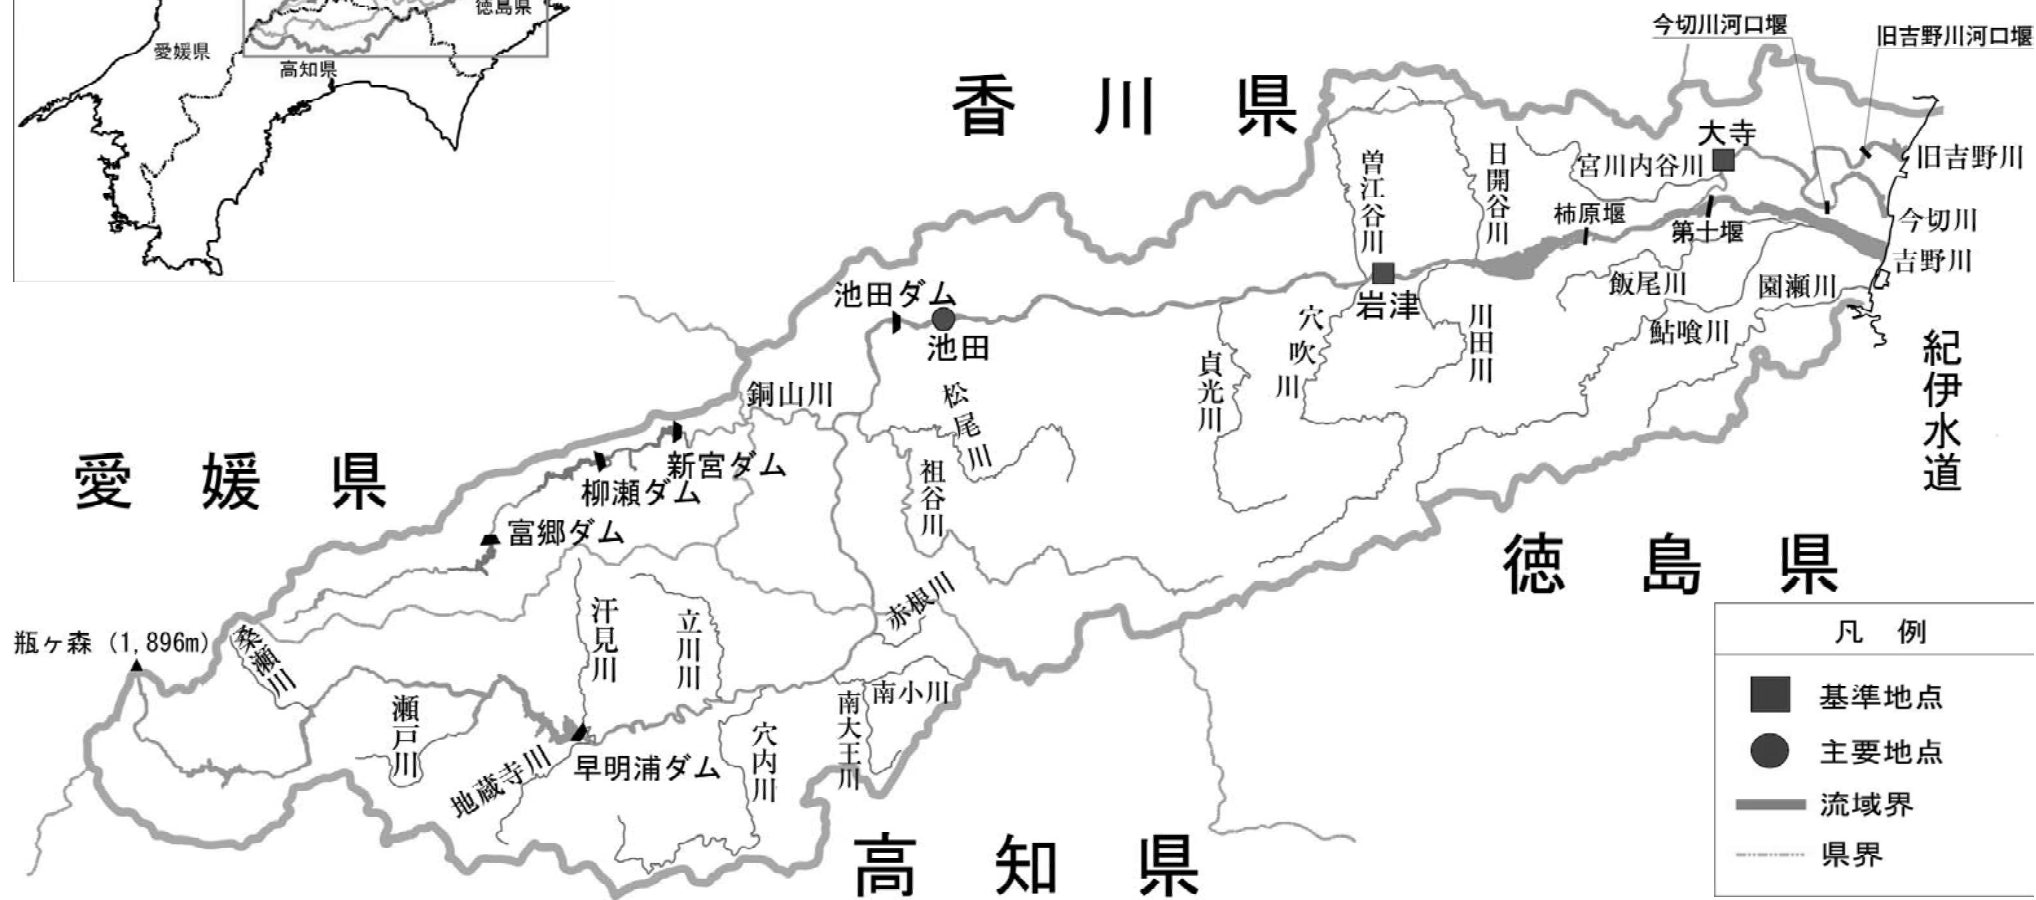 徳島県
愛媛県
高知県
今切川河口堰
旧吉野川河口堰
香川県
大寺
旧吉野川
宮川内谷川
曽江谷川
日開谷川
柿原堰
第十堰
今切川
吉野川
飯尾川
園瀬川
鮎喰川
池田ダム
池田
岩津
穴吹川
川田川
貞光川
紀伊水道
銅山川
松尾川
祖谷川
愛媛県
新宮ダム
柳瀬ダム
富郷ダム
徳島県
赤根川
汗見川
立川川
瓶ヶ森 (1,896m)
桑瀬川
瀬戸川
地蔵寺川
早明浦ダム
穴内川
南大王川
南小川
高知県
凡例
基準地点
主要地点
流域界
県界